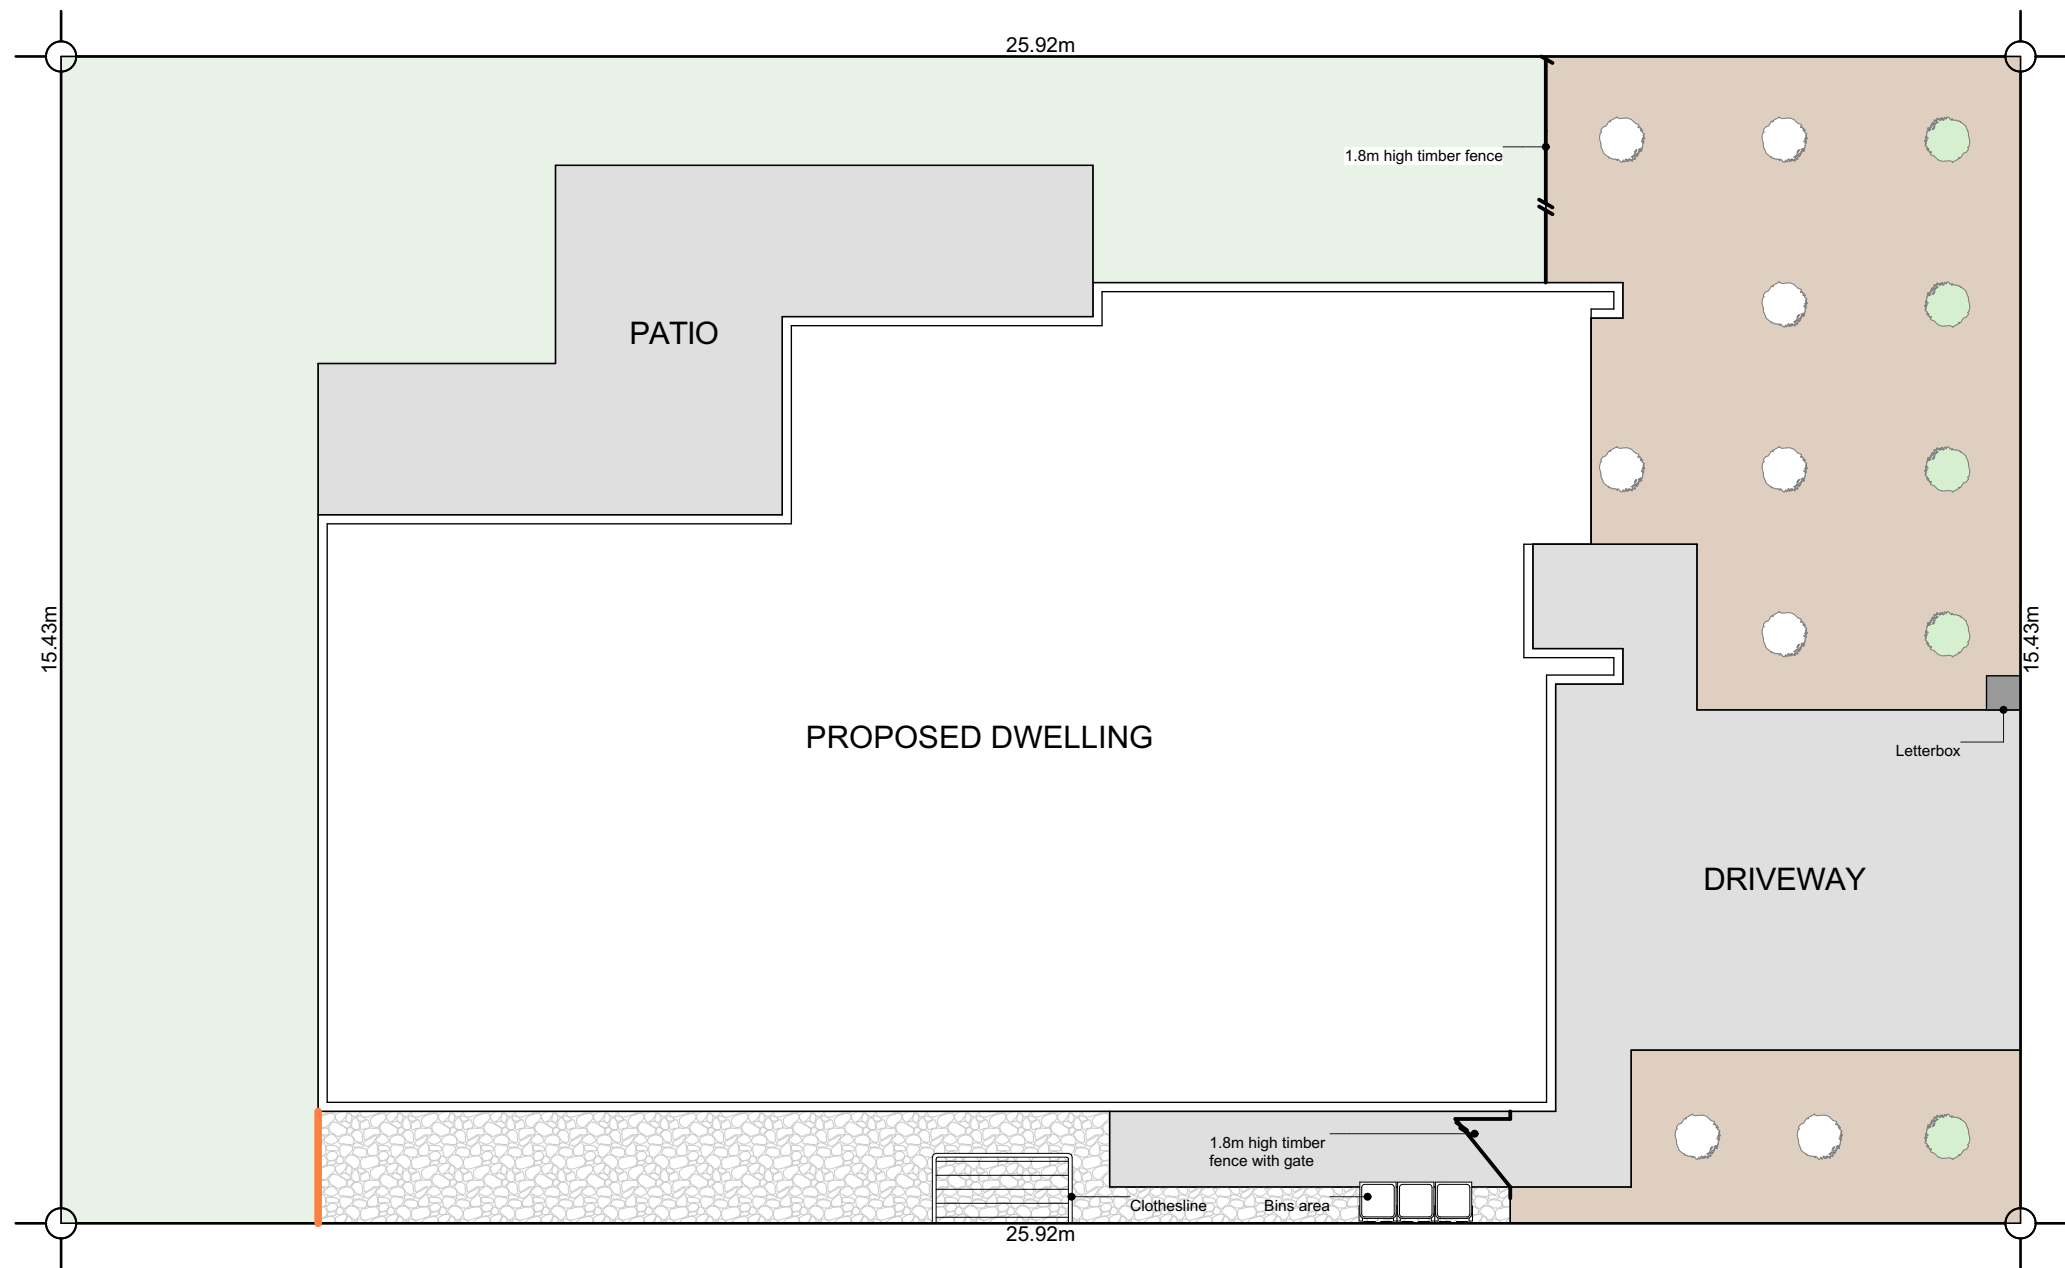 25.92m
1.8m high timber fence
PATIO
15.43m
15.43m
PROPOSED DWELLING
Letterbox
DRIVEWAY
1.8m high timber
fence with gate
Clothesline
Bins area
25.92m